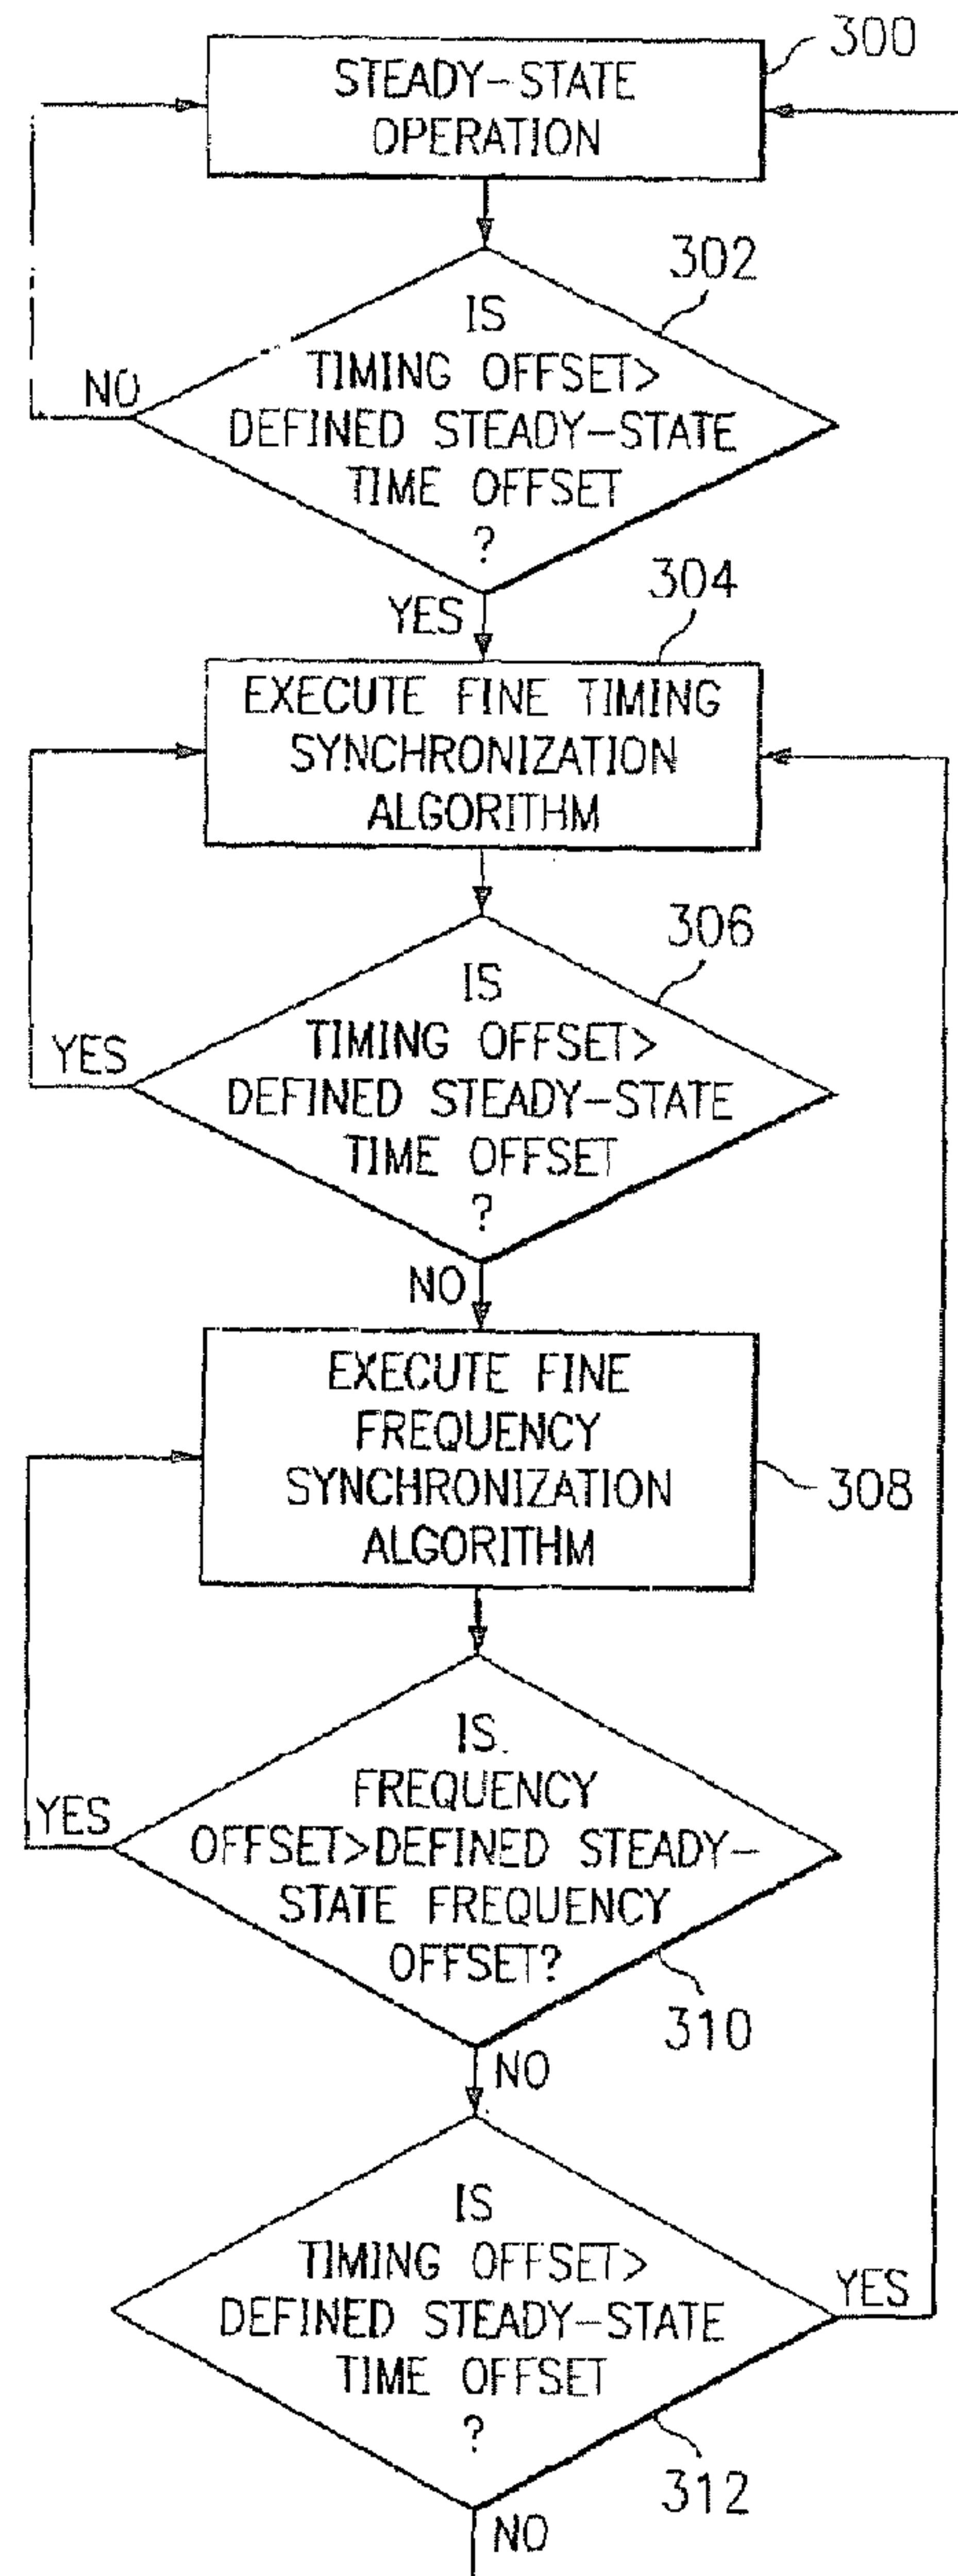 300
STEADY-STATE
OPERATION
302
IS
TIMING OFFSET>
DEFINED STEADY-STATE
TIME OFFSET
?
NO
YES
304
EXECUTE FINE TIMING
SYNCHRONIZATION
ALGORITHM
306
IS
TIMING OFFSET>
DEFINED STEADY-STATE
TIME OFFSET
?
YES
NO
EXECUTE FINE
FREQUENCY
SYNCHRONIZATION
ALGORITHM
308
IS
FREQUENCY
OFFSET>DEFINED STEADY-
STATE FREQUENCY
OFFSET?
YES
310
NO
IS
TIMING OFFSET>
DEFINED STEADY-STATE
TIME OFFSET
?
YES
312
NO